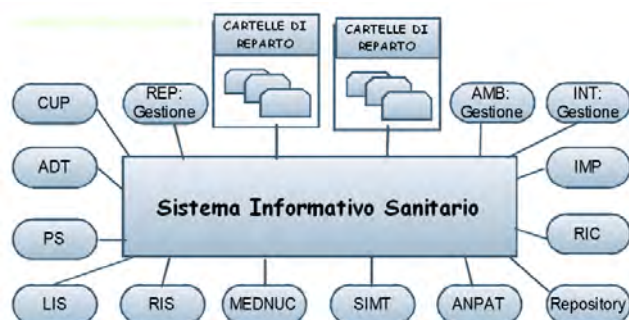 CARTELLE DI
REPARTO
CARTELLE DI
REPARTO
CUP
REP:
Gestione
AMB:
Gestione
INT:
Gestione
ADT
IMP
Sistema Informativo Sanitario
PS
RIC
LIS
RIS
MEDNUC
SIMT
ANPAT
Repository